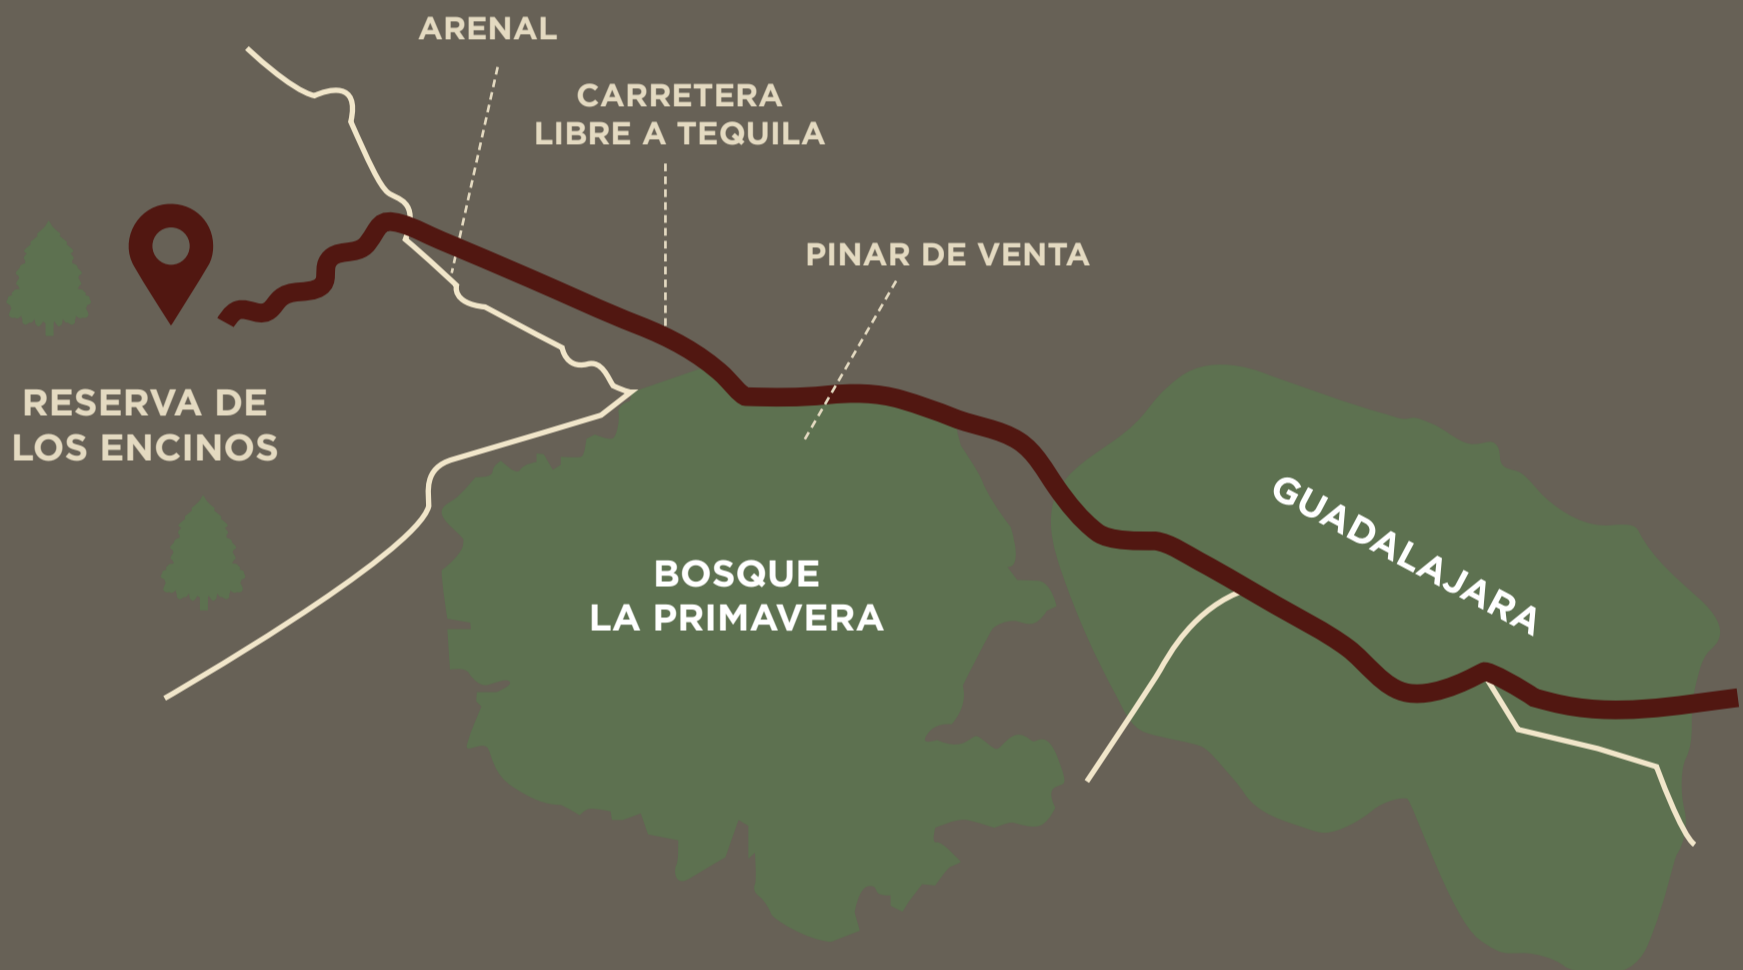 ARENAL
CARRETERA
LIBRE A TEQUILA
PINAR DE VENTA
RESERVA DE
LOS ENCINOS
GUADALAJARA
BOSQUE
LA PRIMAVERA